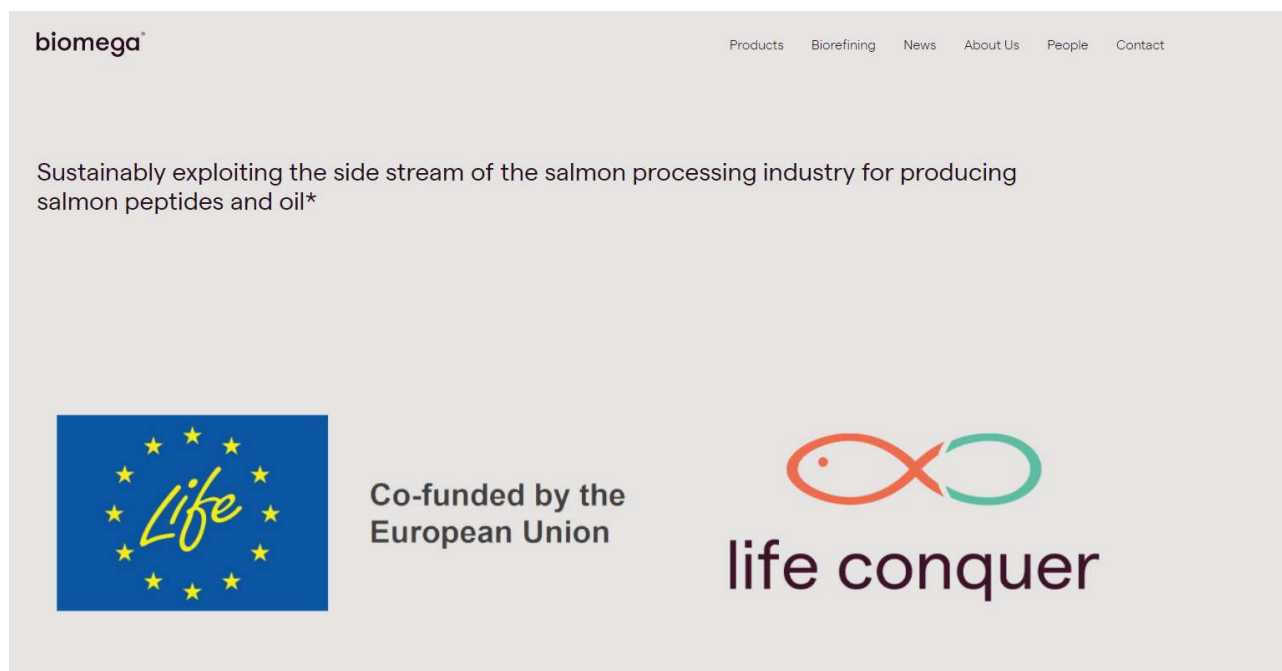 biomega®
Products Biorefining News About Us People Contact
Sustainably exploiting the side stream of the salmon processing industry for producing
salmon peptides and oil*
life
Co-funded by the
European Union
life conquer